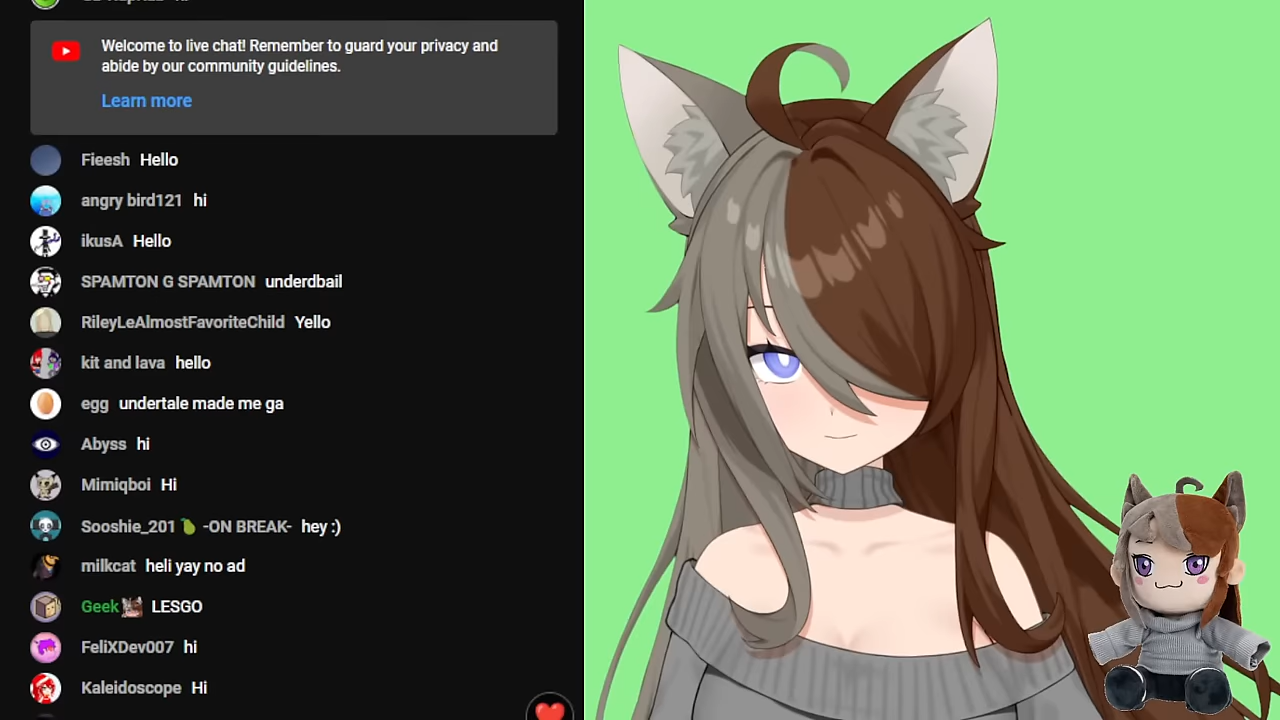 Welcome to live chat! Remember to guard your privacy and
abide by our community guidelines.
Learn more
Fieesh Hello
angry bird121 hi
ikusA Hello
SPAMTON G SPAMTON underdbail
RileyLeAlmostFavoriteChild Yello
kit and lava hello
egg undertale made me ga
Abyss hi
Mimiqboi Hi
Sooshie_201 -ON BREAK- hey :)
milkcat heli yay no ad
Geek LESGO
FeliXDev007 hi
Kaleidoscope Hi